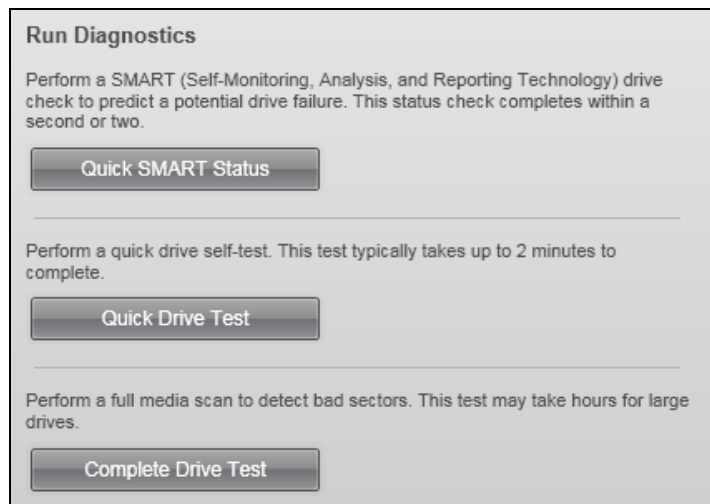 Run Diagnostics
Perform a SMART (Self-Monitoring, Analysis, and Reporting Technology) drive
check to predict a potential drive failure. This status check completes within a
second or two.
Quick SMART Status
Perform a quick drive self-test. This test typically takes up to 2 minutes to
complete.
Quick Drive Test
Perform a full media scan to detect bad sectors. This test may take hours for large
drives.
Complete Drive Test